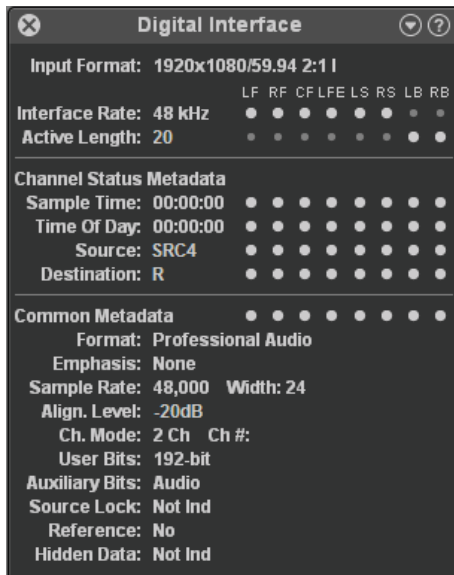 Digital Interface
Input Format: 1920x1080/59.94 2:1 I
LF RF CF LFE LS RS LB RB
Interface Rate: 48 kHz
Active Length: 20
Channel Status Metadata
Sample Time: 00:00:00
Time Of Day: 00:00:00
Source: SRC4
Destination: R
Common Metadata
Format: Professional Audio
Emphasis: None
Sample Rate: 48,000 Width: 24
Align. Level: -20dB
Ch. Mode: 2 Ch Ch #:
User Bits: 192-bit
Auxiliary Bits: Audio
Source Lock: Not Ind
Reference: No
Hidden Data: Not Ind